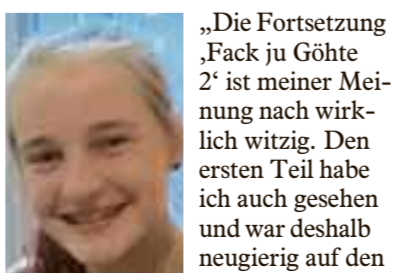 „Die Fortsetzung
‚Fack ju Göhte
2‘ ist meiner Mei-
nung nach wirk-
lich witzig. Den
ersten Teil habe
ich auch gesehen
und war deshalb
neugierig auf den